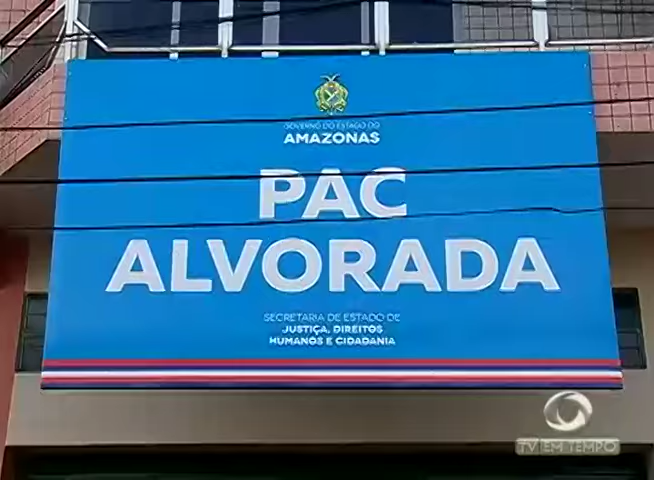 GOVERNO DO ESTADO DO
AMAZONAS
PAC
ALVORADA
SECRETARIA DE ESTADO DE
JUSTIÇA, DIREITOS
HUMANOS E CIDADANIA
TV EM TEMPO